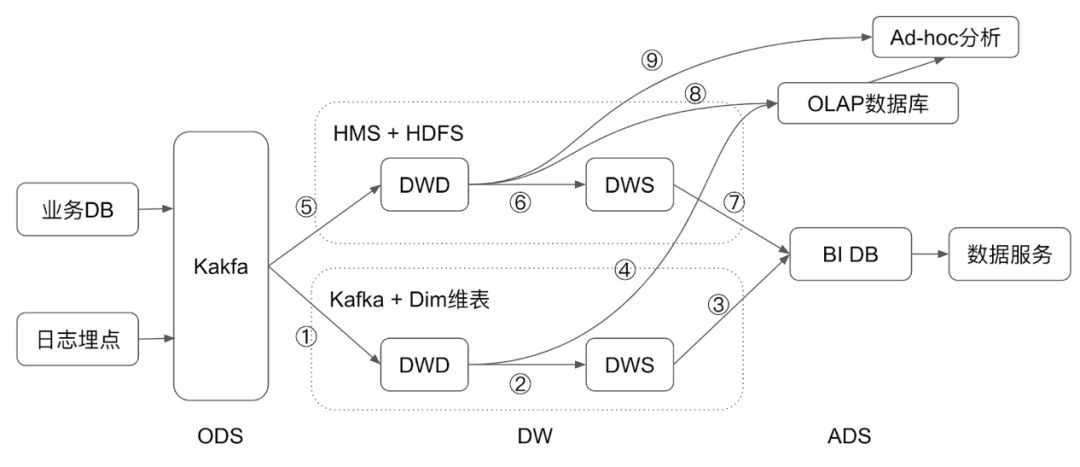 Ad-hoc分析
⑨
⑧
OLAP数据库
HMS + HDFS
DWD
DWS
业务DB
⑤
⑥
⑦
Kakfa
BI DB
数据服务
④
Kafka + Dim维表
③
日志埋点
①
DWD
DWS
②
ODS
DW
ADS